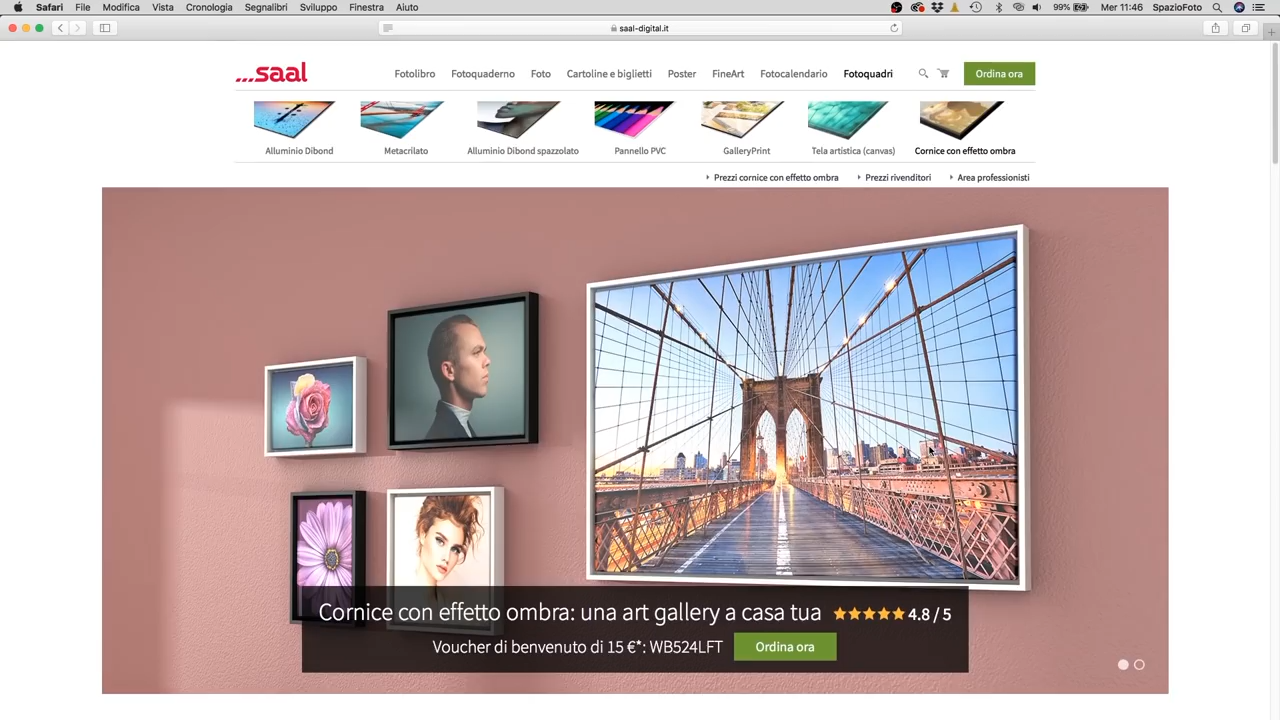 Safari File Modifica Vista Cronologia Segnalibri Sviluppo Finestra Aiuto 99% Mer 11:46 SpazioFoto
saal-digital.it
...saal Fotolibro Fotoquaderno Foto Cartoline e biglietti Poster FineArt Fotocalendario Fotoquadri Ordina ora
Alluminio Dibond Metacrilato Alluminio Dibond spazzolato Pannello PVC GalleryPrint Tela artistica (canvas) Cornice con effetto ombra
Prezzi cornice con effetto ombra Prezzi rivenditori Area professionisti
Cornice con effetto ombra: una art gallery a casa tua 4.8 / 5
Voucher di benvenuto di 15 €*: WB524LFT Ordina ora